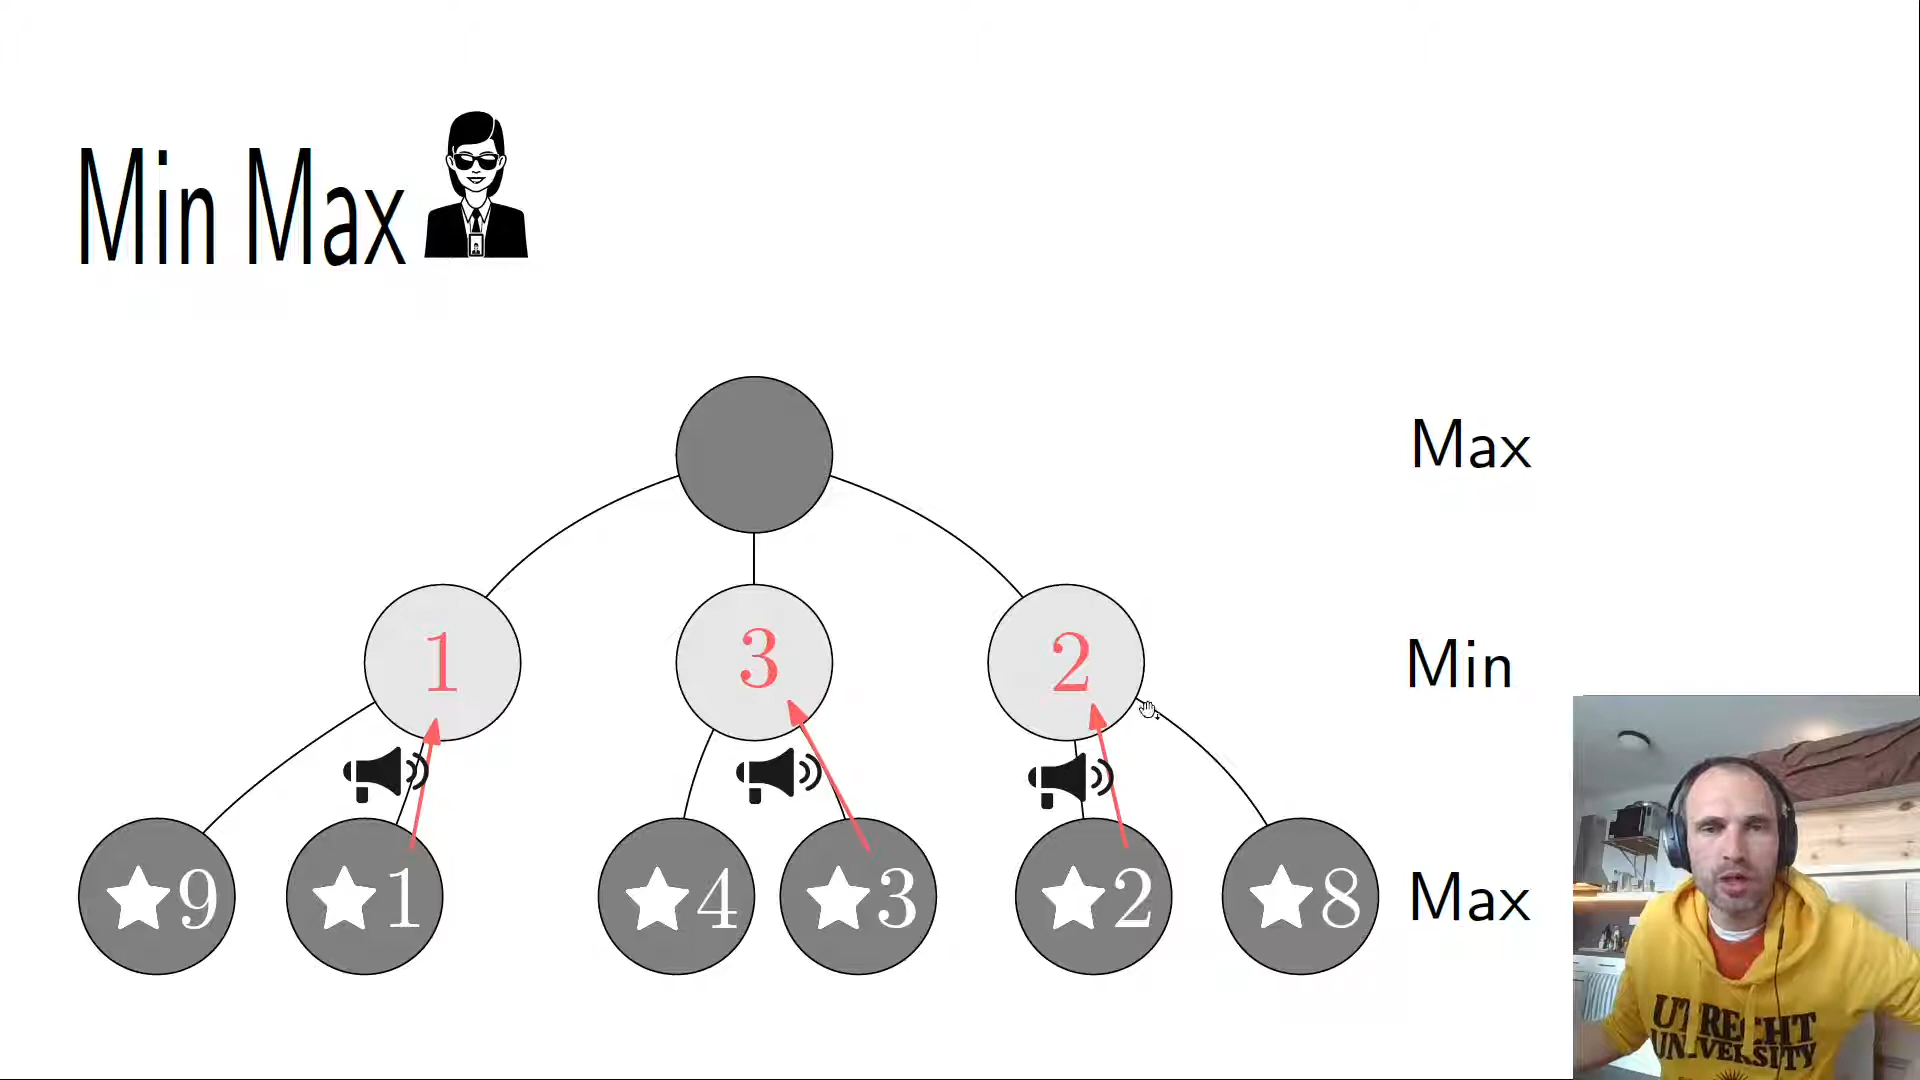 Min Max
Max
1 3 2
Min
9 1 4 3 2 8
Max
UTRECHT
UNIVERSITY